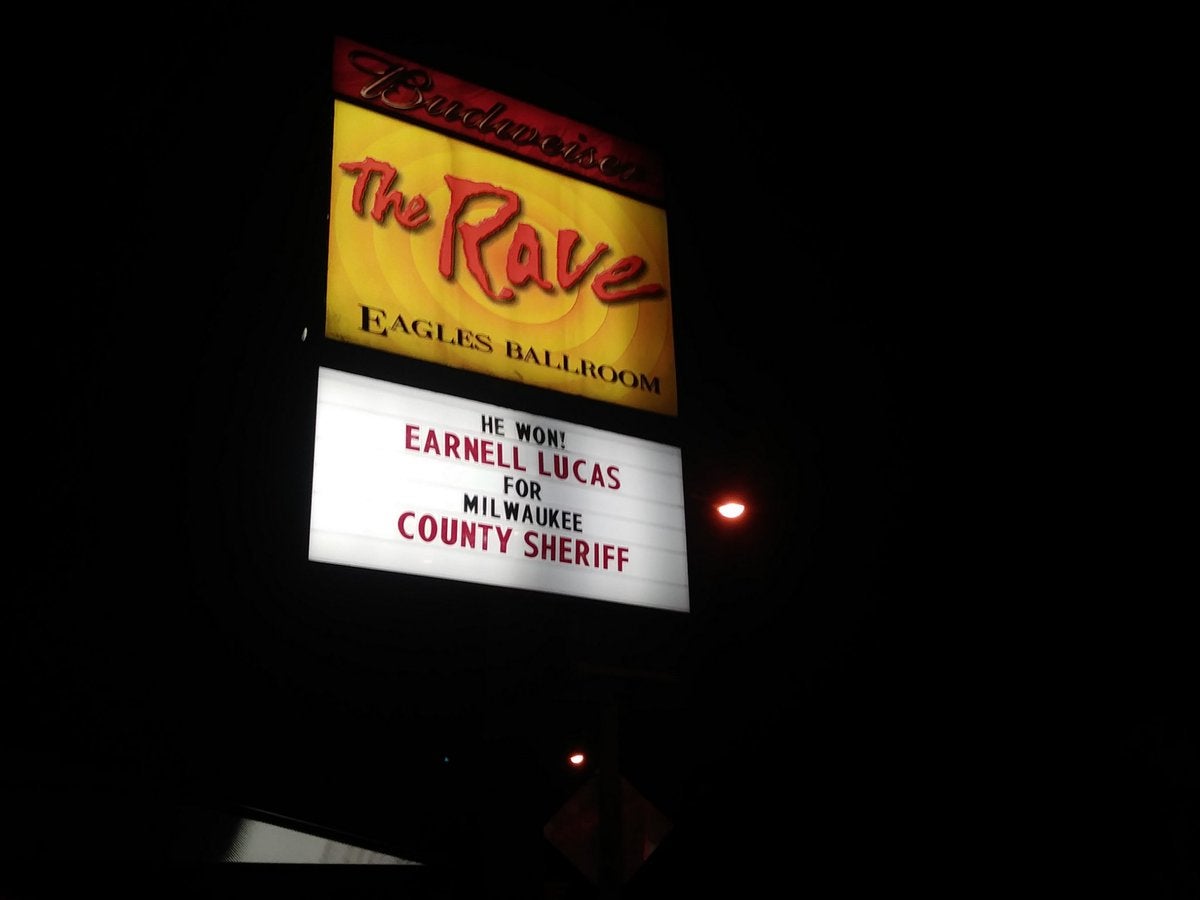 Budweiser
The Rave
EAGLES BALLROOM
HE WON!
EARNELL LUCAS
FOR
MILWAUKEE
COUNTY SHERIFF